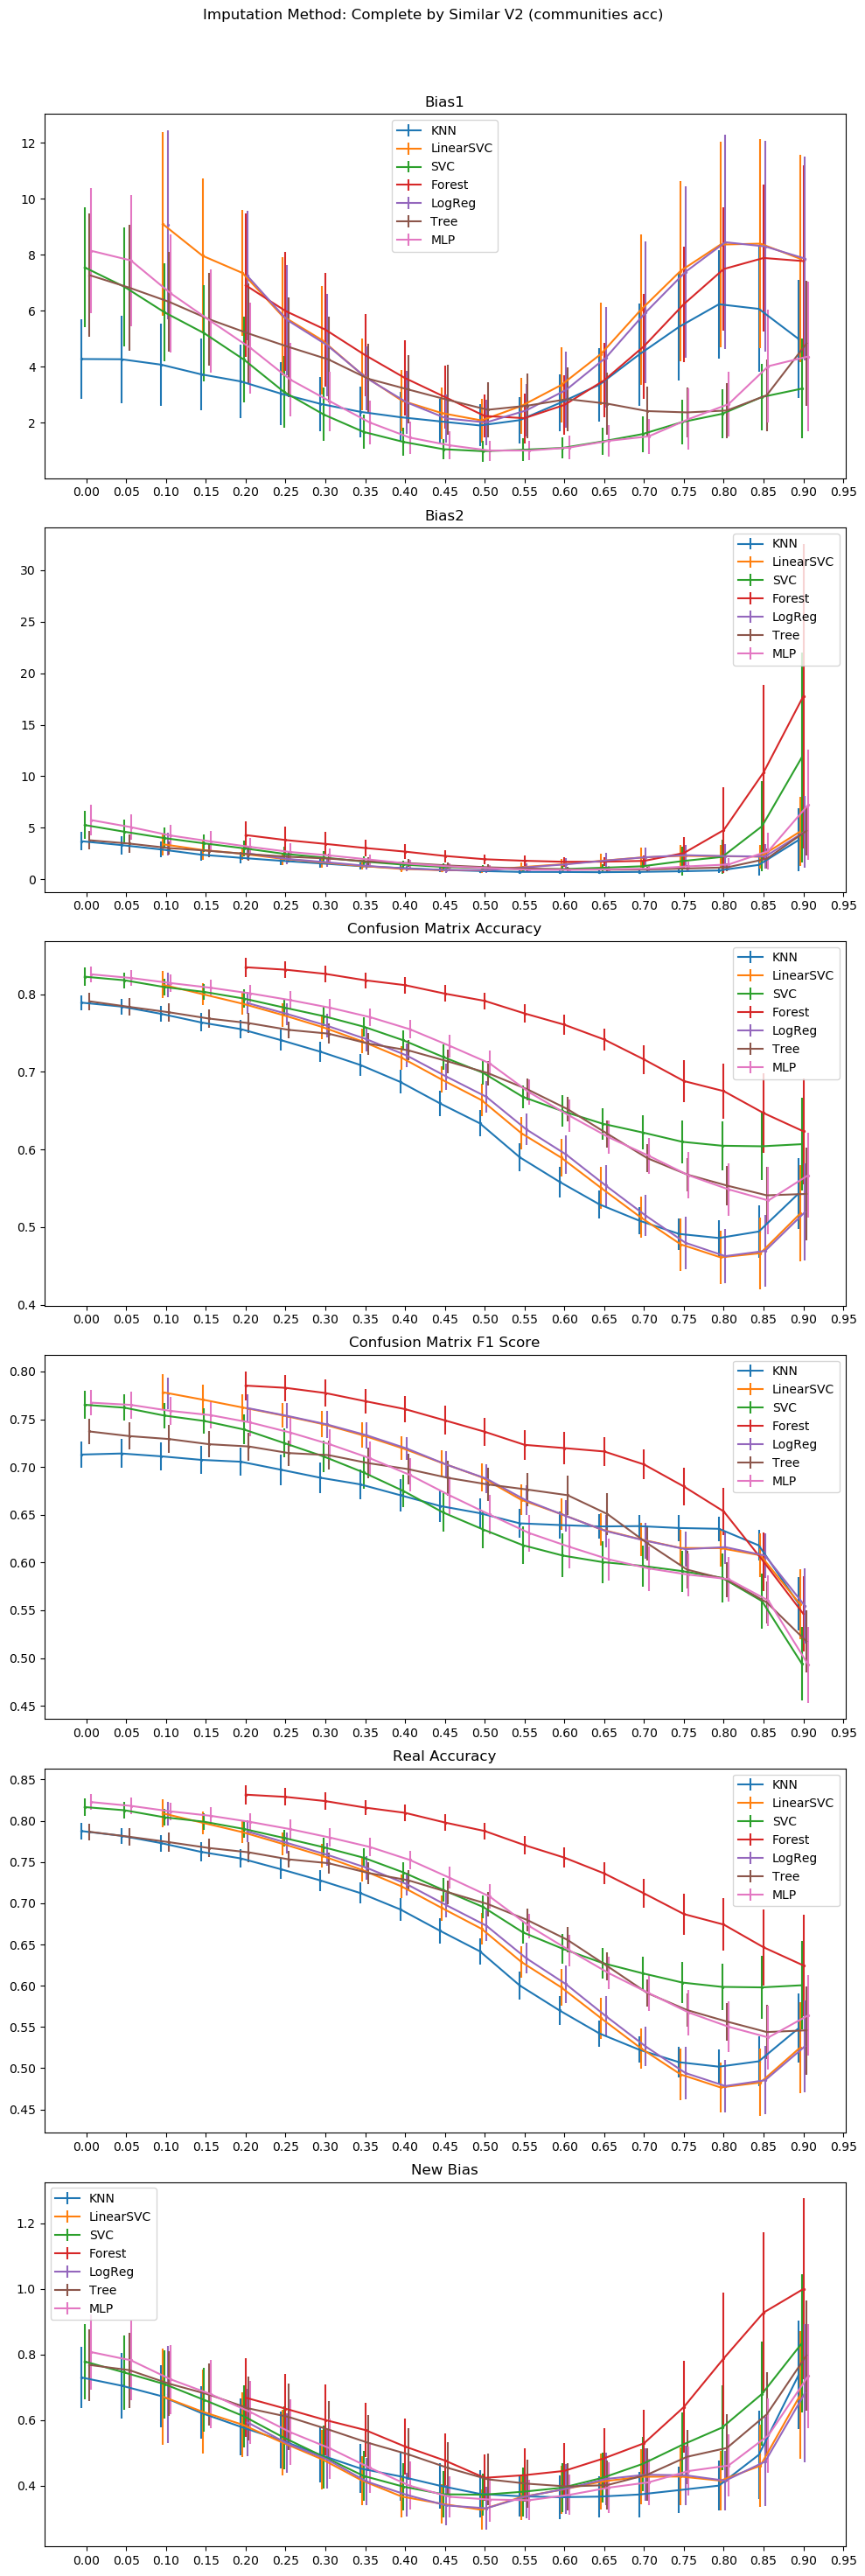 Imputation Method: Complete by Similar V2 (communities acc)
Bias1
KNN
LinearSVC
SVC
Forest
LogReg
Tree
MLP
12
10
8
6
4
2
0.00 0.05 0.10 0.15 0.20 0.25 0.30 0.35 0.40 0.45 0.50 0.55 0.60 0.65 0.70 0.75 0.80 0.85 0.90 0.95
Bias2
KNN
LinearSVC
SVC
Forest
LogReg
Tree
MLP
30
25
20
15
10
5
0
0.00 0.05 0.10 0.15 0.20 0.25 0.30 0.35 0.40 0.45 0.50 0.55 0.60 0.65 0.70 0.75 0.80 0.85 0.90 0.95
Confusion Matrix Accuracy
KNN
LinearSVC
SVC
Forest
LogReg
Tree
MLP
0.8
0.7
0.6
0.5
0.4
0.00 0.05 0.10 0.15 0.20 0.25 0.30 0.35 0.40 0.45 0.50 0.55 0.60 0.65 0.70 0.75 0.80 0.85 0.90 0.95
Confusion Matrix F1 Score
KNN
LinearSVC
SVC
Forest
LogReg
Tree
MLP
0.80
0.75
0.70
0.65
0.60
0.55
0.50
0.45
0.00 0.05 0.10 0.15 0.20 0.25 0.30 0.35 0.40 0.45 0.50 0.55 0.60 0.65 0.70 0.75 0.80 0.85 0.90 0.95
Real Accuracy
KNN
LinearSVC
SVC
Forest
LogReg
Tree
MLP
0.85
0.80
0.75
0.70
0.65
0.60
0.55
0.50
0.45
0.00 0.05 0.10 0.15 0.20 0.25 0.30 0.35 0.40 0.45 0.50 0.55 0.60 0.65 0.70 0.75 0.80 0.85 0.90 0.95
New Bias
KNN
LinearSVC
SVC
Forest
LogReg
Tree
MLP
1.2
1.0
0.8
0.6
0.4
0.00 0.05 0.10 0.15 0.20 0.25 0.30 0.35 0.40 0.45 0.50 0.55 0.60 0.65 0.70 0.75 0.80 0.85 0.90 0.95